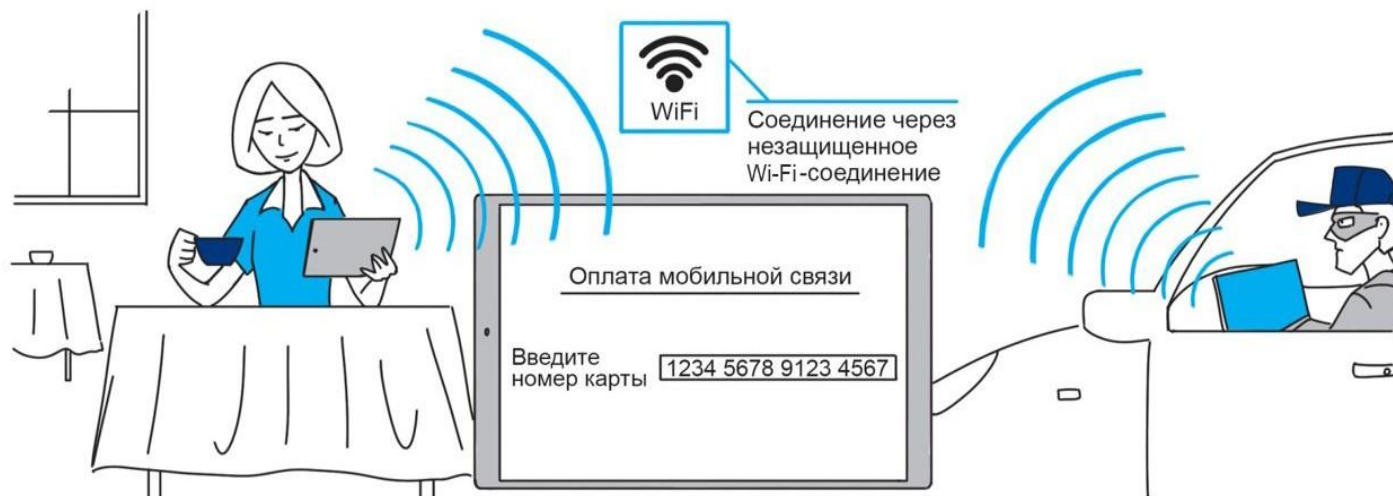 WiFi
Соединение через
незащищенное
Wi-Fi-соединение
Оплата мобильной связи
Введите
номер карты
1234 5678 9123 4567